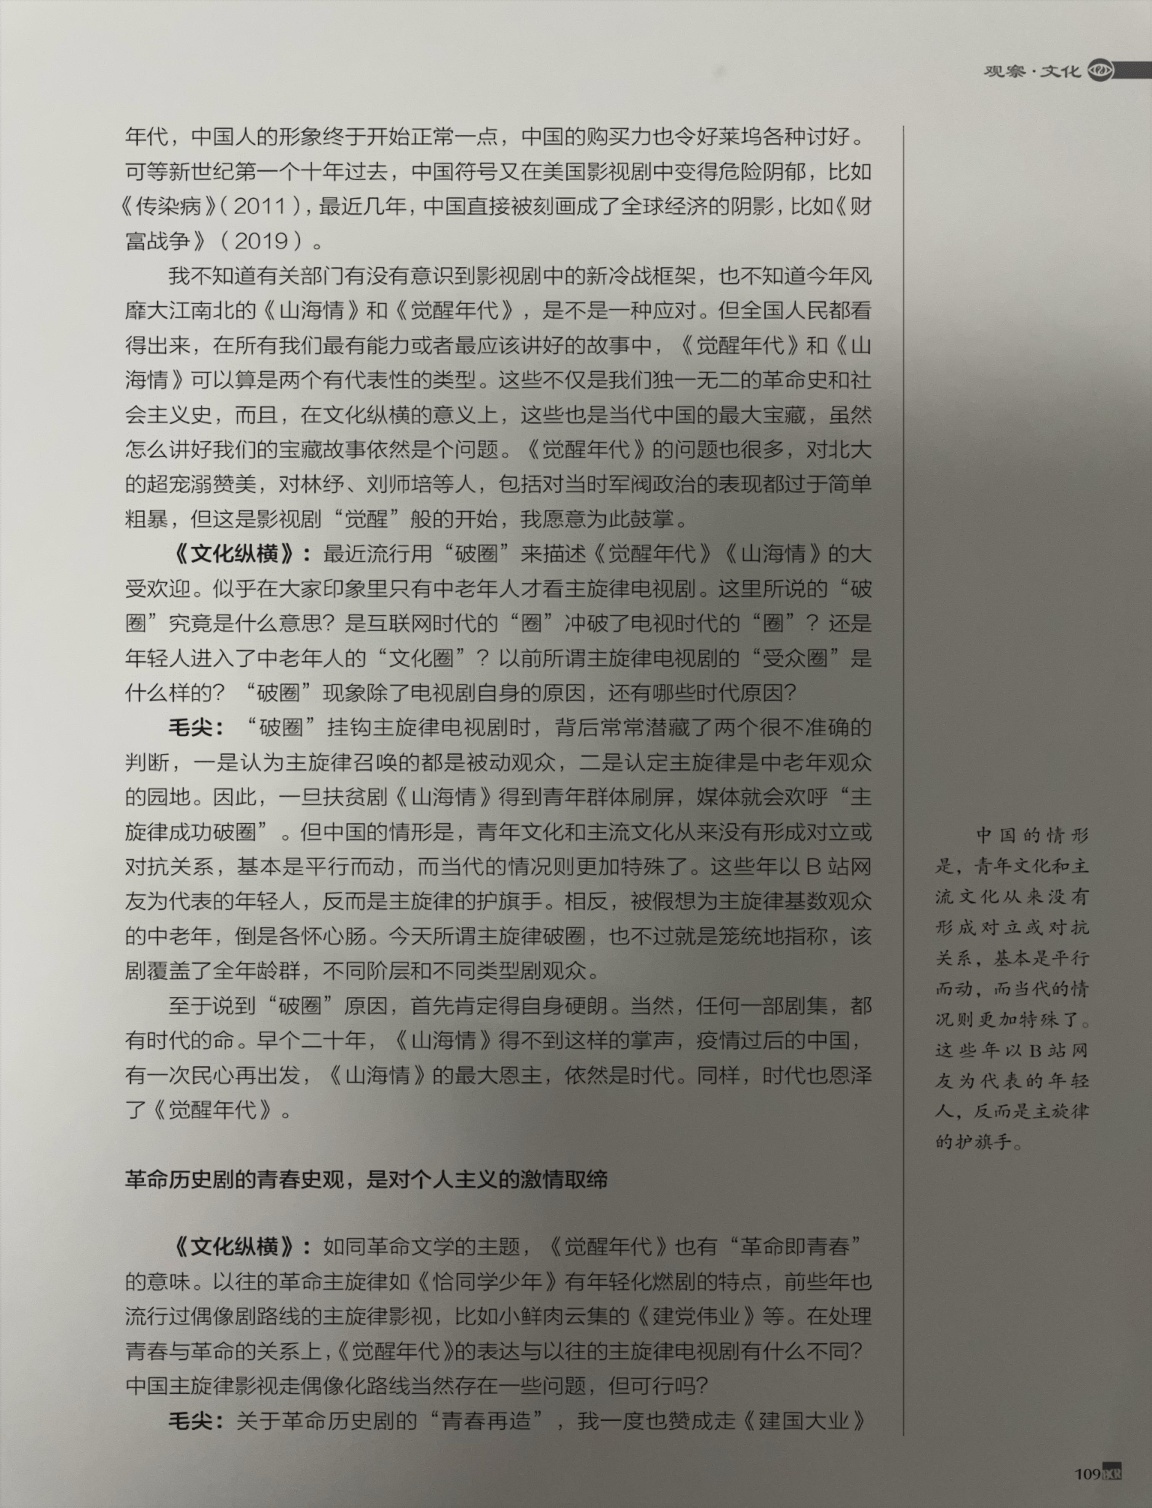 观察·文化
年代，中国人的形象终于开始正常一点，中国的购买力也令好莱坞各种讨好。
可等新世纪第一个十年过去，中国符号又在美国影视剧中变得危险阴郁，比如
《传染病》（2011），最近几年，中国直接被刻画成了全球经济的阴影，比如《财
富战争》（2019）。
我不知道有关部门有没有意识到影视剧中的新冷战框架，也不知道今年风
靡大江南北的《山海情》和《觉醒年代》，是不是一种应对。但全国人民都看
得出来，在所有我们最有能力或者最应该讲好的故事中，《觉醒年代》和《山
海情》可以算是两个有代表性的类型。这些不仅是我们独一无二的革命史和社
会主义史，而且，在文化纵横的意义上，这些也是当代中国的最大宝藏，虽然
怎么讲好我们的宝藏故事依然是个问题。《觉醒年代》的问题也很多，对北大
的超宠溺赞美，对林纾、刘师培等人，包括对当时军阀政治的表现都过于简单
粗暴，但这是影视剧“觉醒”般的开始，我愿意为此鼓掌。
《文化纵横》：最近流行用“破圈”来描述《觉醒年代》《山海情》的大
受欢迎。似乎在大家印象里只有中老年人才看主旋律电视剧。这里所说的“破
圈”究竟是什么意思？是互联网时代的“圈”冲破了电视时代的“圈”？还是
年轻人进入了中老年人的“文化圈”？以前所谓主旋律电视剧的“受众圈”是
什么样的？“破圈”现象除了电视剧自身的原因，还有哪些时代原因？
毛尖：“破圈”挂钩主旋律电视剧时，背后常常潜藏了两个很不准确的
判断，一是认为主旋律召唤的都是被动观众，二是认定主旋律是中老年观众
的园地。因此，一旦扶贫剧《山海情》得到青年群体刷屏，媒体就会欢呼“主
旋律成功破圈”。但中国的情形是，青年文化和主流文化从来没有形成对立或
对抗关系，基本是平行而动，而当代的情况则更加特殊了。这些年以 B 站网
友为代表的年轻人，反而是主旋律的护旗手。相反，被假想为主旋律基数观众
的中老年，倒是各怀心肠。今天所谓主旋律破圈，也不过就是笼统地指称，该
剧覆盖了全年龄群，不同阶层和不同类型剧观众。
至于说到“破圈”原因，首先肯定得自身硬朗。当然，任何一部剧集，都
有时代的命。早个二十年，《山海情》得不到这样的掌声，疫情过后的中国，
有一次民心再出发，《山海情》的最大恩主，依然是时代。同样，时代也恩泽
了《觉醒年代》。
革命历史剧的青春史观，是对个人主义的激情取缔
《文化纵横》：如同革命文学的主题，《觉醒年代》也有“革命即青春”
的意味。以往的革命主旋律如《恰同学少年》有年轻化燃剧的特点，前些年也
流行过偶像剧路线的主旋律影视，比如小鲜肉云集的《建党伟业》等。在处理
青春与革命的关系上，《觉醒年代》的表达与以往的主旋律电视剧有什么不同？
中国主旋律影视走偶像化路线当然存在一些问题，但可行吗？
毛尖：关于革命历史剧的“青春再造”，我一度也赞成走《建国大业》
中国的情形
是，青年文化和主
流文化从来没有
形成对立或对抗
关系，基本是平行
而动，而当代的情
况则更加特殊了。
这些年以B站网
友为代表的年轻
人，反而是主旋律
的护旗手。
109